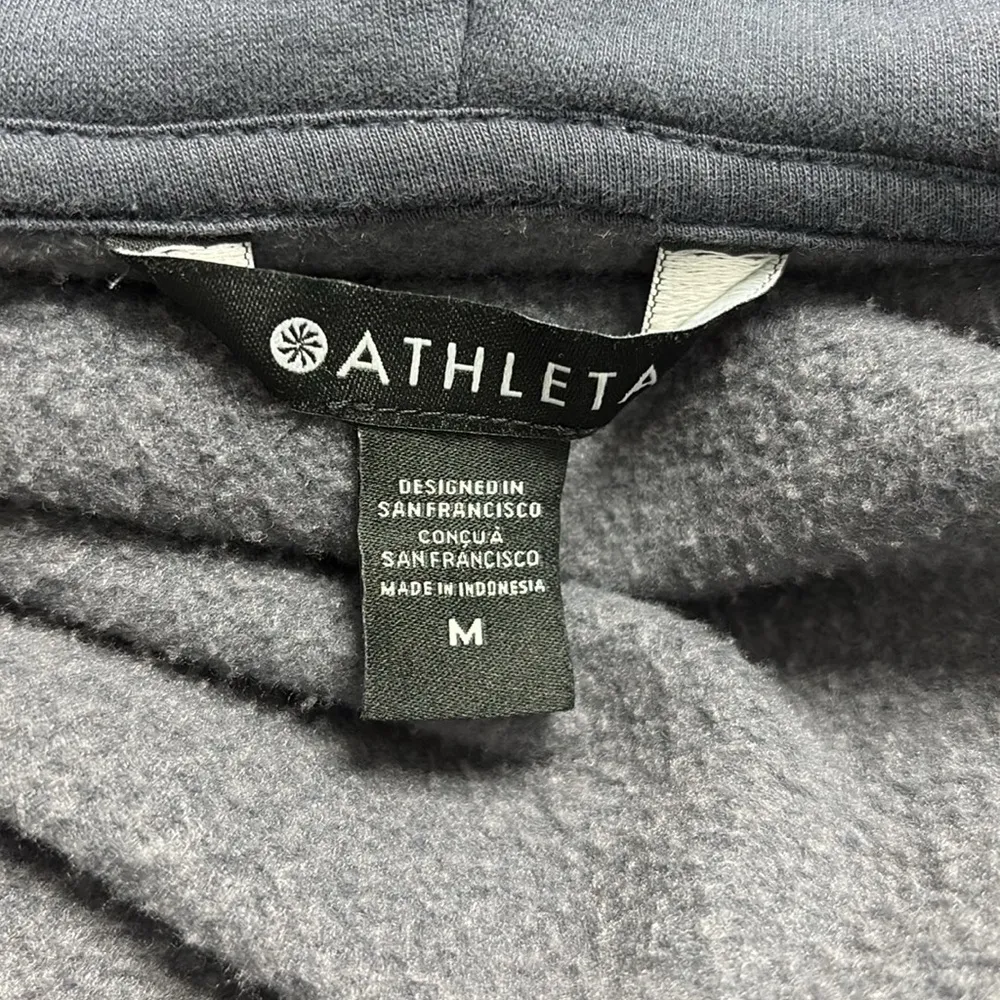 ATHLETA
DESIGNED IN
SAN FRANCISCO
CONÇU À
SAN FRANCISCO
MADE IN INDONESIA
M